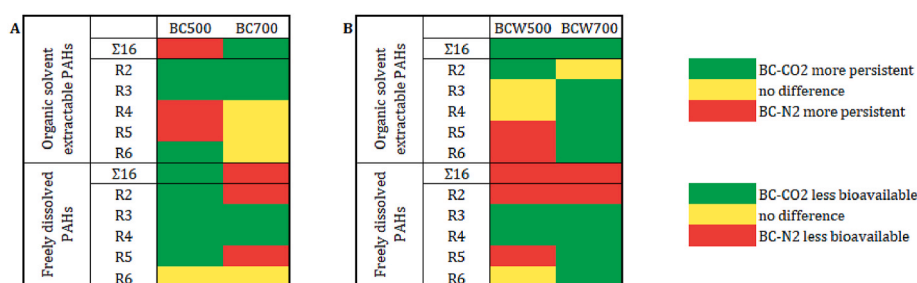 A BC500 BC700
Organic solvent extractable PAHs
Σ16
R2
R3
R4
R5
R6
Freely dissolved PAHs
Σ16
R2
R3
R4
R5
R6
B BCW500 BCW700
Organic solvent extractable PAHs
Σ16
R2
R3
R4
R5
R6
Freely dissolved PAHs
Σ16
R2
R3
R4
R5
R6
BC-CO2 more persistent
no difference
BC-N2 more persistent
BC-CO2 less bioavailable
no difference
BC-N2 less bioavailable